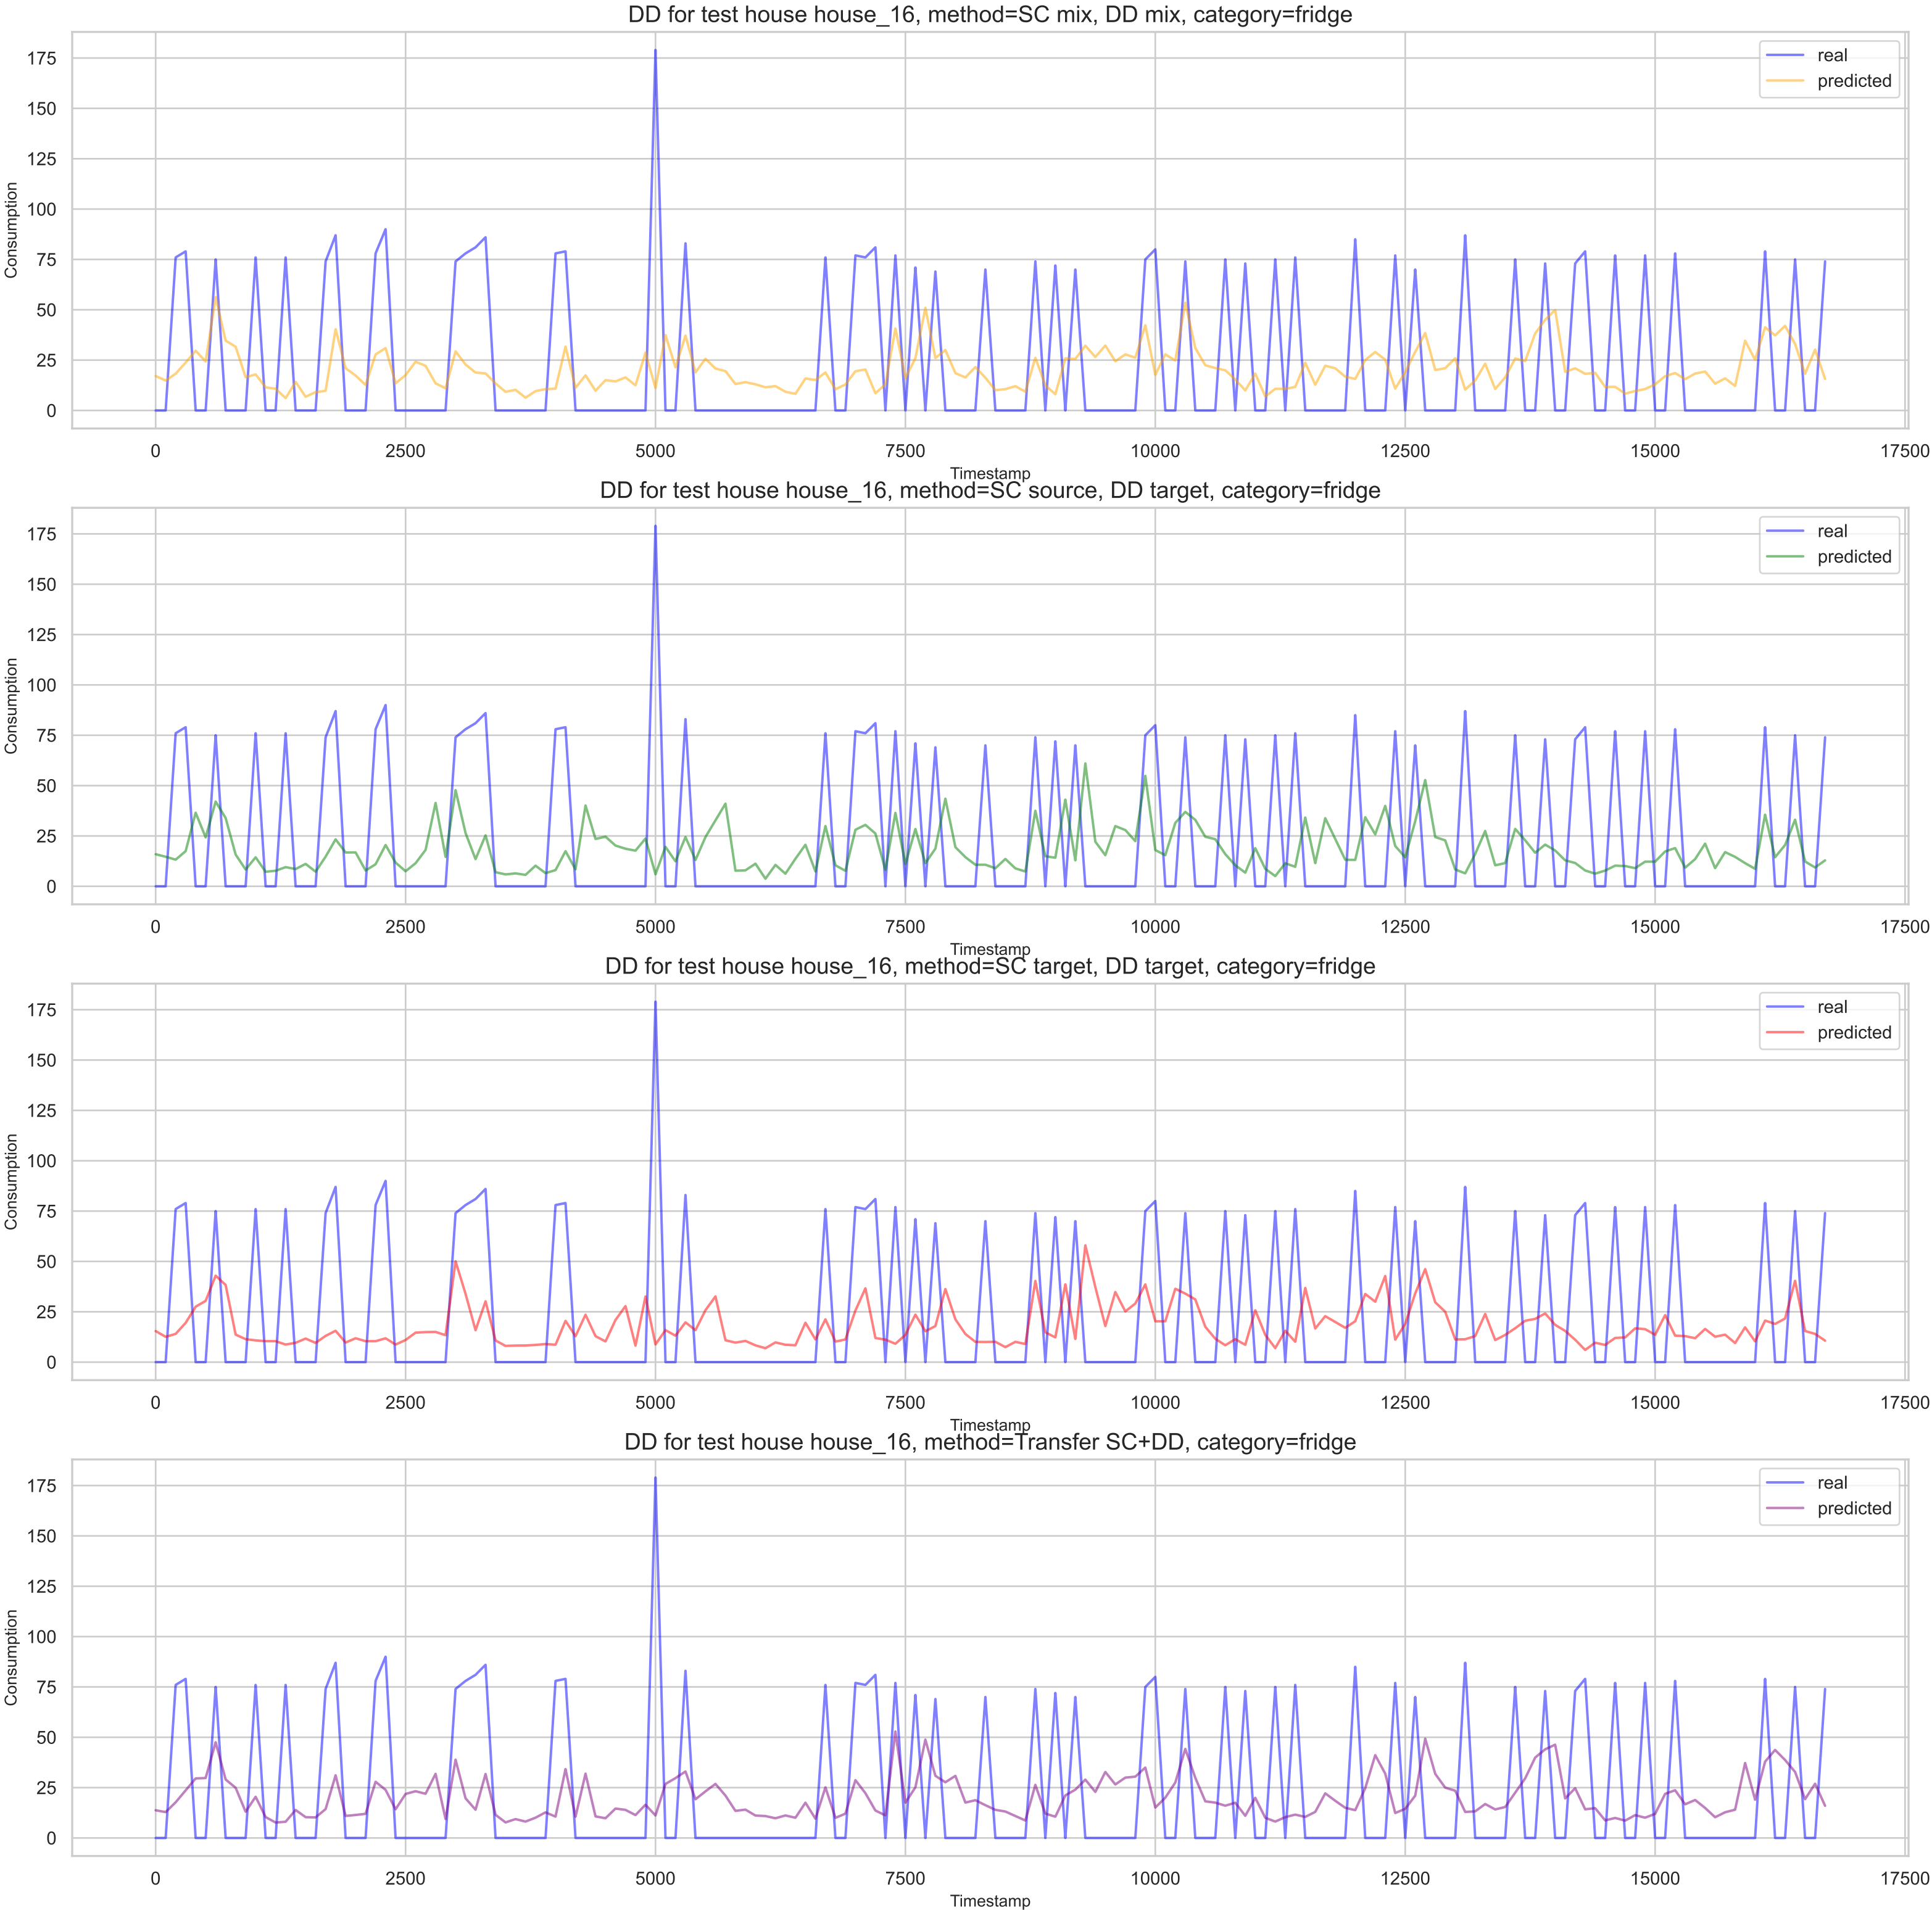 DD for test house house_16, method=SC mix, DD mix, category=fridge
real
predicted
175
150
125
100
75
50
25
0
Consumption
0 2500 5000 7500 10000 12500 15000 17500
Timestamp
DD for test house house_16, method=SC source, DD target, category=fridge
real
predicted
175
150
125
100
75
50
25
0
Consumption
0 2500 5000 7500 10000 12500 15000 17500
Timestamp
DD for test house house_16, method=SC target, DD target, category=fridge
real
predicted
175
150
125
100
75
50
25
0
Consumption
0 2500 5000 7500 10000 12500 15000 17500
Timestamp
DD for test house house_16, method=Transfer SC+DD, category=fridge
real
predicted
175
150
125
100
75
50
25
0
Consumption
0 2500 5000 7500 10000 12500 15000 17500
Timestamp